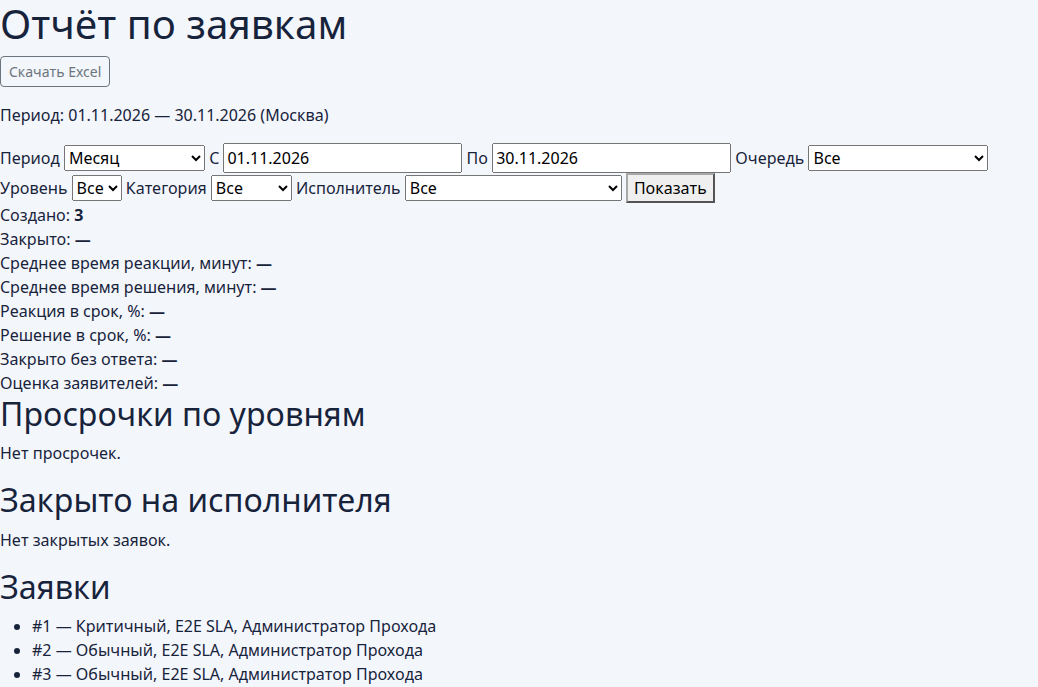 Отчёт по заявкам
Скачать Excel
Период: 01.11.2026 — 30.11.2026 (Москва)
Период Месяц С 01.11.2026 По 30.11.2026 Очередь Все
Уровень Все Категория Все Исполнитель Все Показать
Создано: 3
Закрыто: —
Среднее время реакции, минут: —
Среднее время решения, минут: —
Реакция в срок, %: —
Решение в срок, %: —
Закрыто без ответа: —
Оценка заявителей: —
Просрочки по уровням
Нет просрочек.
Закрыто на исполнителя
Нет закрытых заявок.
Заявки
#1 — Критичный, E2E SLA, Администратор Прохода
#2 — Обычный, E2E SLA, Администратор Прохода
#3 — Обычный, E2E SLA, Администратор Прохода